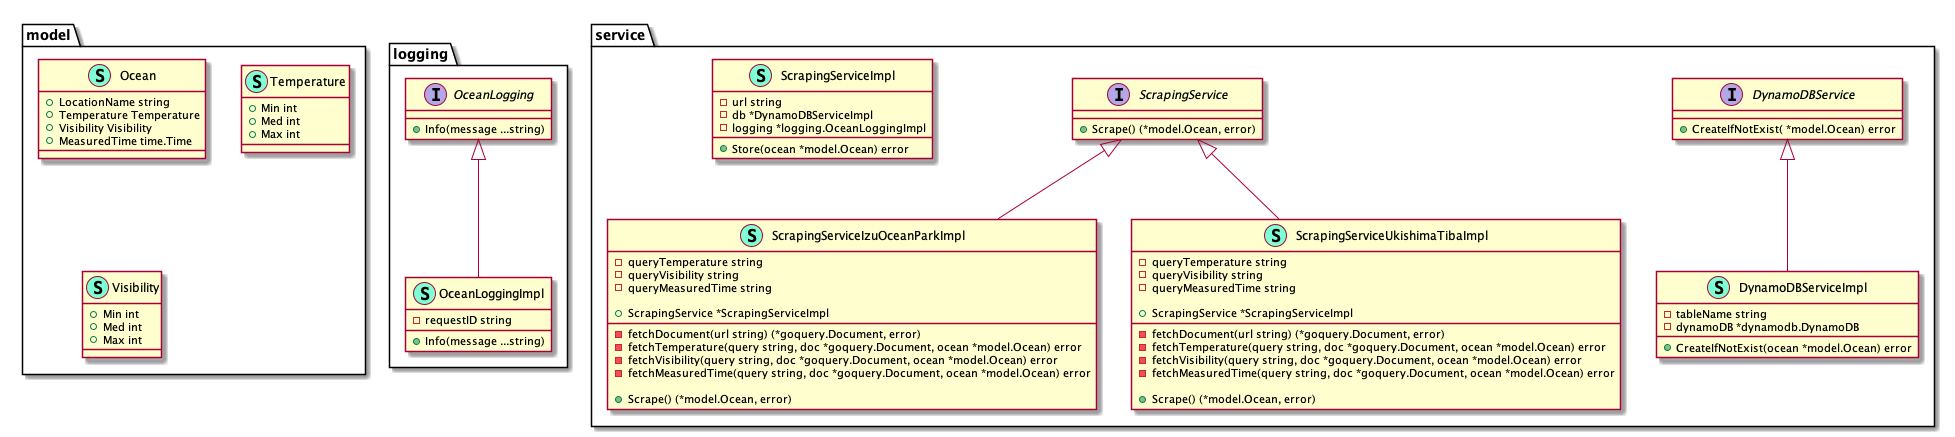 model
S Ocean
LocationName string
Temperature Temperature
Visibility Visibility
MeasuredTime time.Time
S Temperature
Min int
Med int
Max int
S Visibility
Min int
Med int
Max int
logging
I OceanLogging
Info(message ...string)
S OceanLoggingImpl
requestID string
Info(message ...string)
service
S ScrapingServiceImpl
url string
db *DynamoDBServiceImpl
logging *logging.OceanLoggingImpl
Store(ocean *model.Ocean) error
I ScrapingService
Scrape() (*model.Ocean, error)
I DynamoDBService
CreateIfNotExist( *model.Ocean) error
S ScrapingServiceIzuOceanParkImpl
queryTemperature string
queryVisibility string
queryMeasuredTime string
ScrapingService *ScrapingServiceImpl
fetchDocument(url string) (*goquery.Document, error)
fetchTemperature(query string, doc *goquery.Document, ocean *model.Ocean) error
fetchVisibility(query string, doc *goquery.Document, ocean *model.Ocean) error
fetchMeasuredTime(query string, doc *goquery.Document, ocean *model.Ocean) error
Scrape() (*model.Ocean, error)
S ScrapingServiceUkishimaTibaImpl
queryTemperature string
queryVisibility string
queryMeasuredTime string
ScrapingService *ScrapingServiceImpl
fetchDocument(url string) (*goquery.Document, error)
fetchTemperature(query string, doc *goquery.Document, ocean *model.Ocean) error
fetchVisibility(query string, doc *goquery.Document, ocean *model.Ocean) error
fetchMeasuredTime(query string, doc *goquery.Document, ocean *model.Ocean) error
Scrape() (*model.Ocean, error)
S DynamoDBServiceImpl
tableName string
dynamoDB *dynamodb.DynamoDB
CreateIfNotExist(ocean *model.Ocean) error